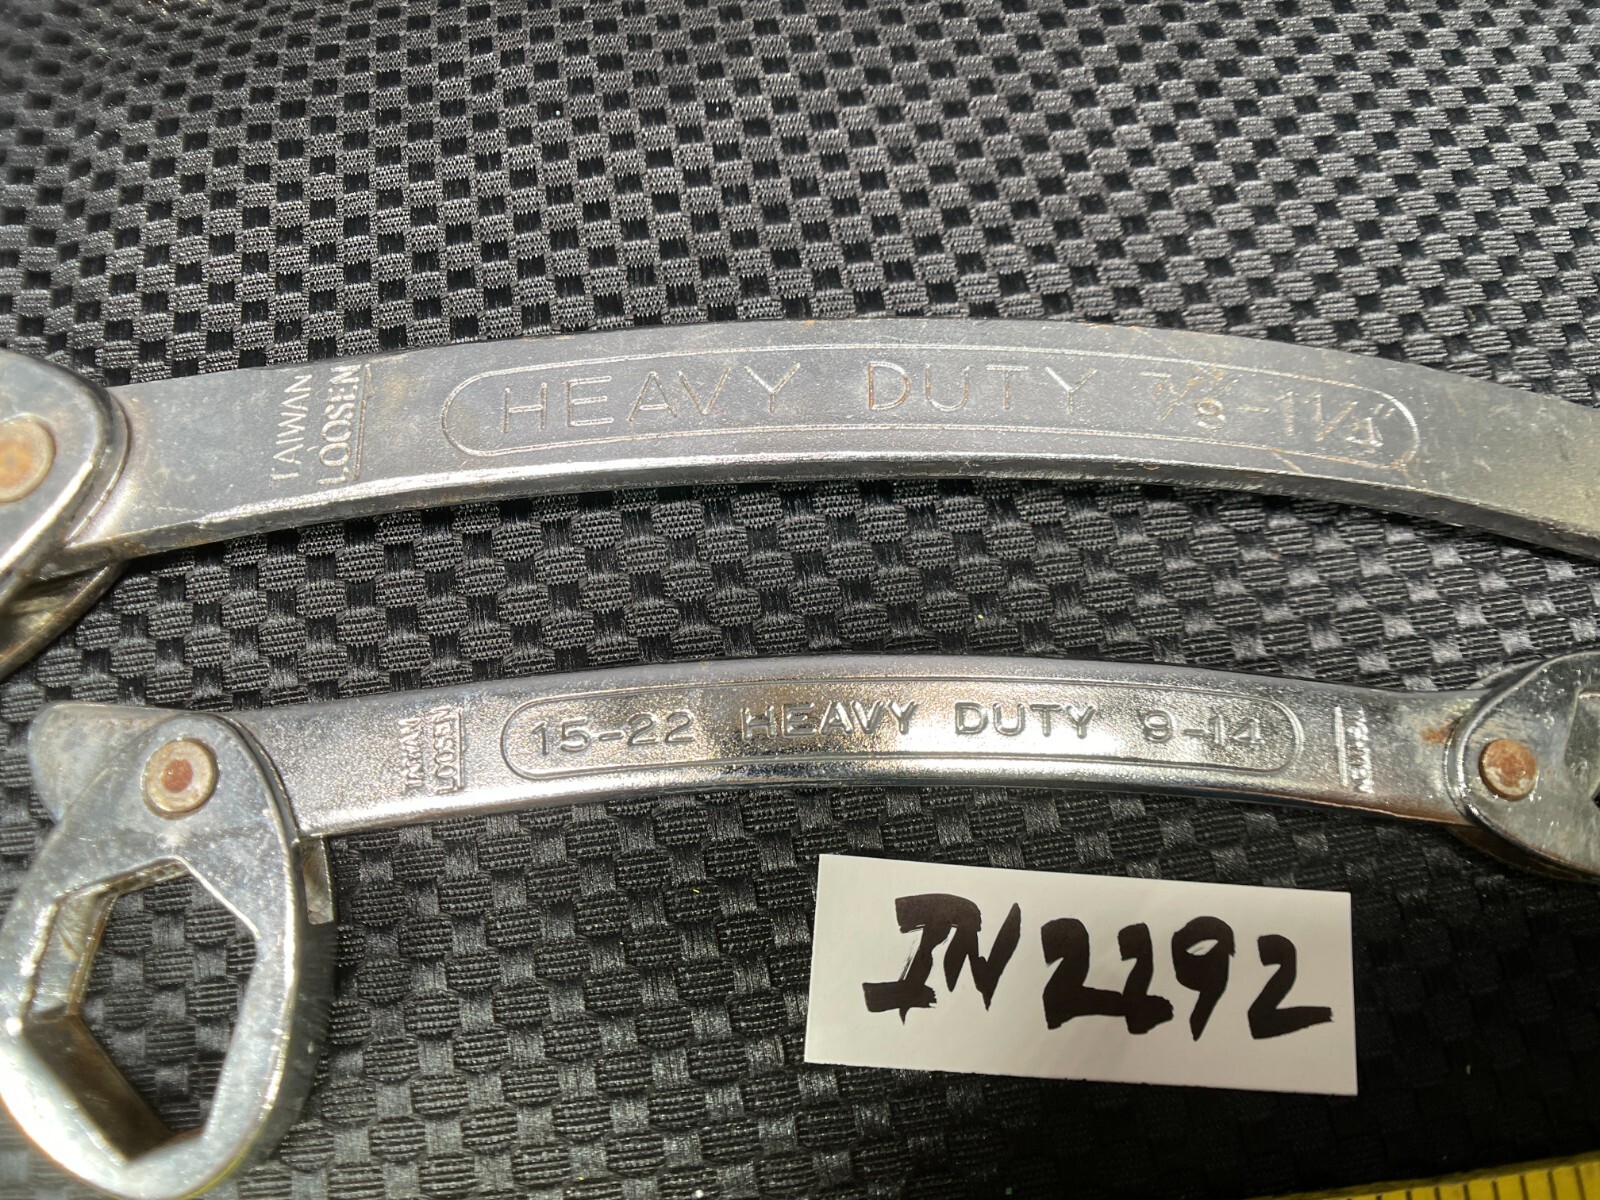 TAIWAN
LOOSEN
HEAVY DUTY 7/8-1 1/4"
TAIWAN
LOOSEN
15-22 HEAVY DUTY 9-14
IN2292